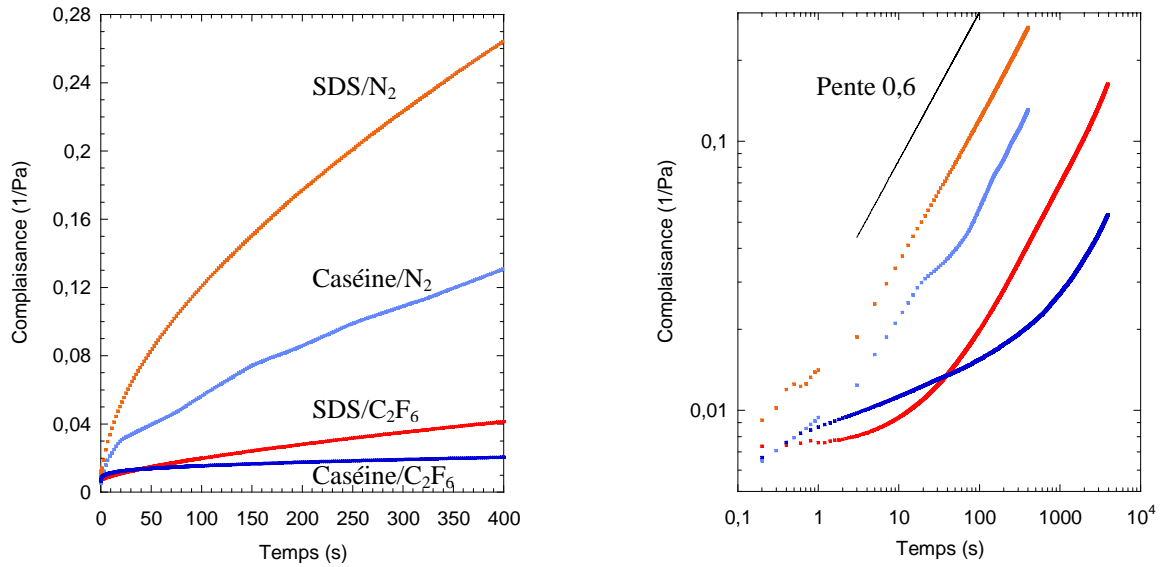 0,28
0,24
0,2
0,16
0,12
0,08
0,04
0
Complaisance (1/Pa)
SDS/N2
Caséine/N2
SDS/C2F6
Caséine/C2F6
0 50 100 150 200 250 300 350 400
Temps (s)
Pente 0,6
0,1
0,01
Complaisance (1/Pa)
0,1 1 10 100 1000 10⁴
Temps (s)